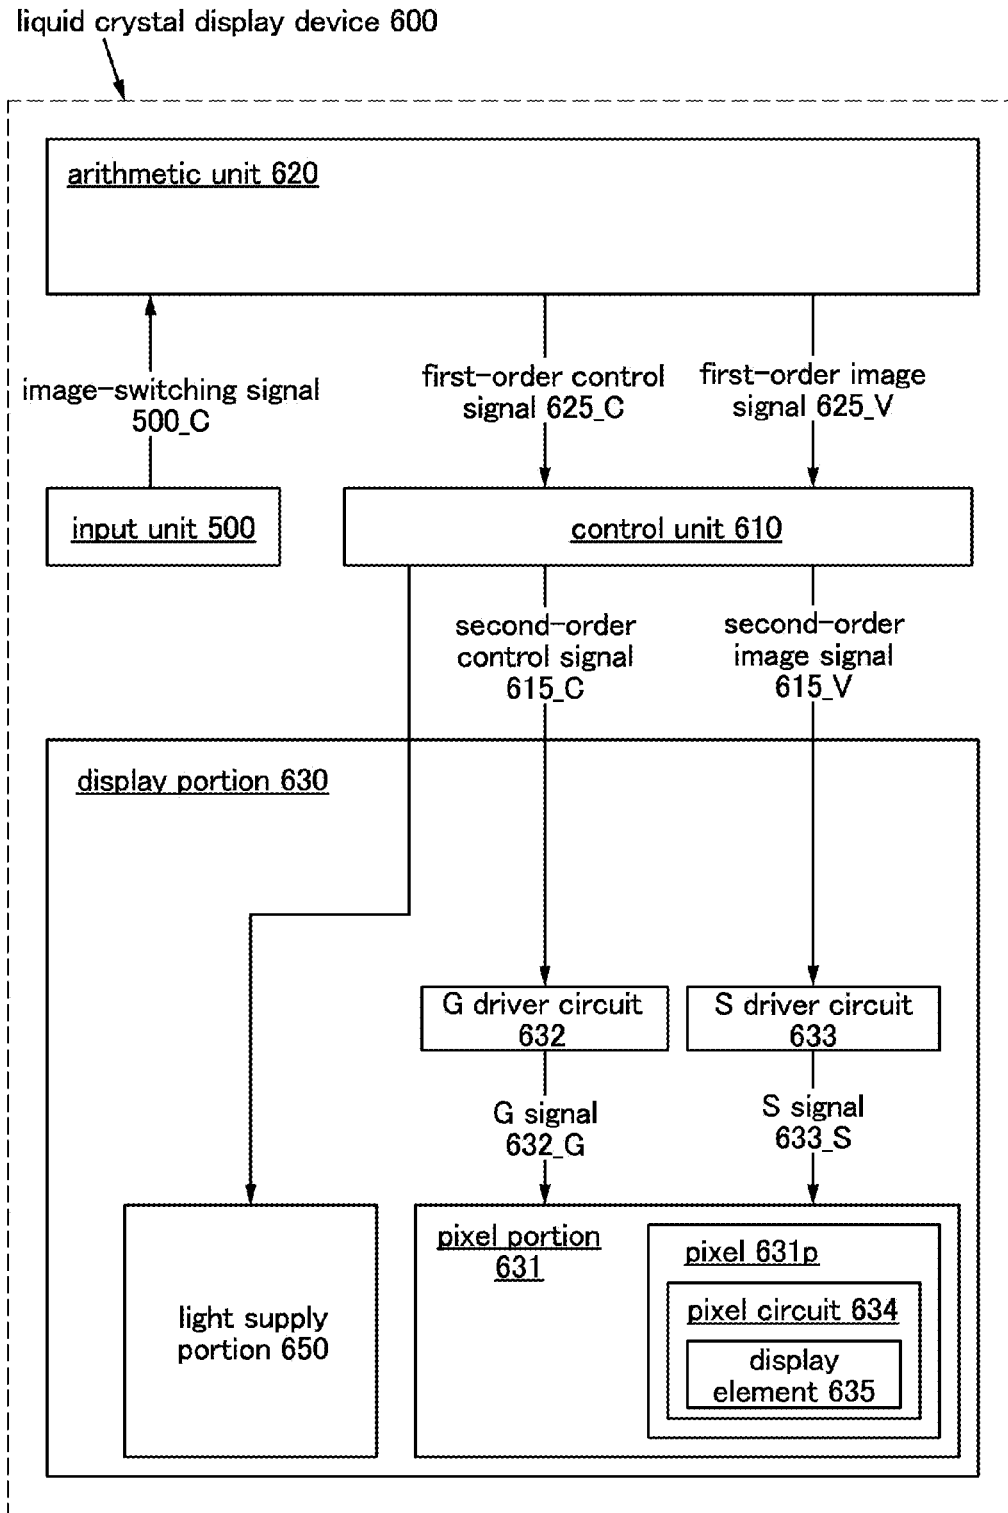 liquid crystal display device 600
arithmetic unit 620
image-switching signal
500_C
first-order control
signal 625_C
first-order image
signal 625_V
input unit 500
control unit 610
second-order
control signal
615_C
second-order
image signal
615_V
display portion 630
G driver circuit
632
S driver circuit
633
G signal
632_G
S signal
633_S
light supply
portion 650
pixel portion
631
pixel 631p
pixel circuit 634
display
element 635